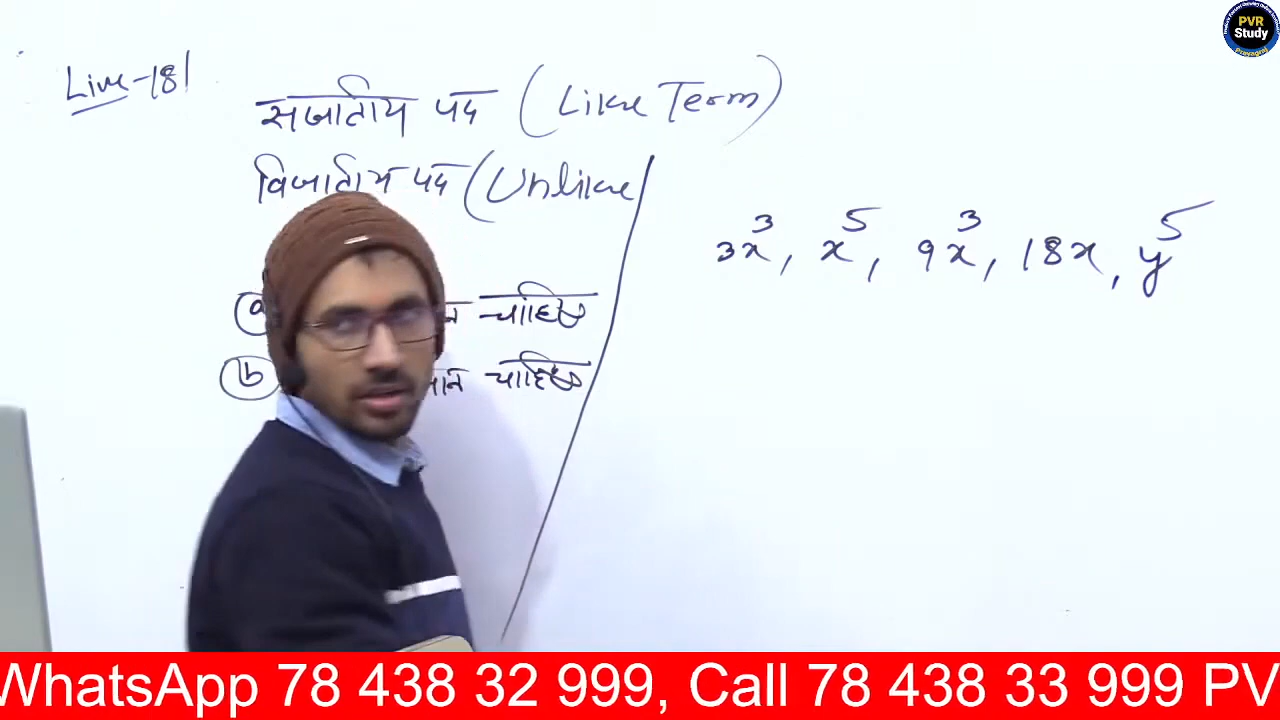 PVR
Study
Prayagraj
Live-181
सजातीय पद (Like Term)
विजातीय पद (Unlike
3x³, x⁵, 9x³, 18x, y⁵
(a) चाहिए
(b) चाहिए
WhatsApp 78 438 32 999, Call 78 438 33 999 PV